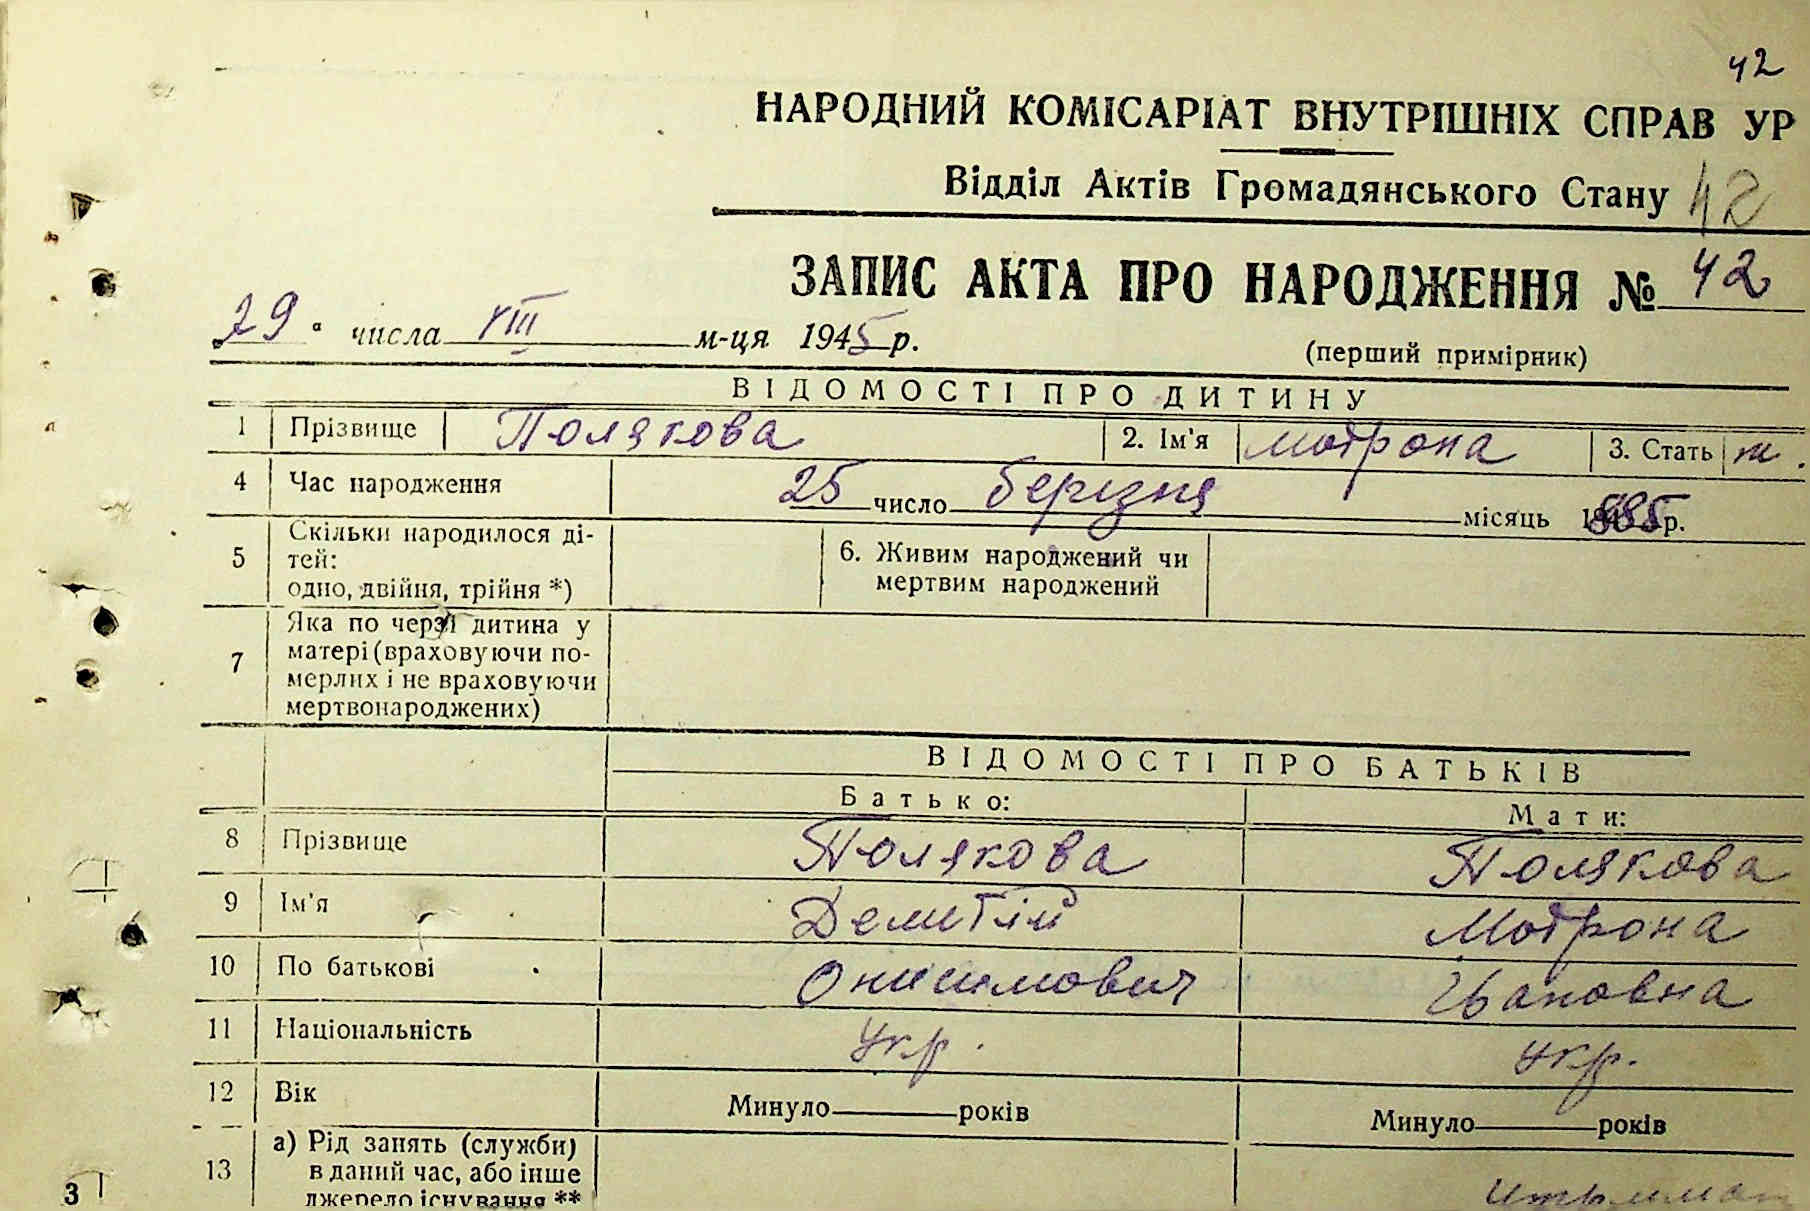 42
НАРОДНИЙ КОМІСАРІАТ ВНУТРІШНІХ СПРАВ УР
Відділ Актів Громадянського Стану 42
ЗАПИС АКТА ПРО НАРОДЖЕННЯ № 42
29 числа VIII м-ця 1945 р.
(перший примірник)
ВІДОМОСТІ ПРО ДИТИНУ
1 Прізвище Полякова 2. Ім'я Мотрона 3. Стать ж.
4 Час народження 25 число березня місяць р.
5 Скільки народилося ді-
тей:
одно, двійня, трійня *)
6. Живим народжений чи
мертвим народжений
7 Яка по черзі дитина у
матері (враховуючи по-
мерлих і не враховуючи
мертвонароджених)
ВІДОМОСТІ ПРО БАТЬКІВ
Батько: Мати:
8 Прізвище Полякова Полякова
9 Ім'я Мотрона
10 По батькові Онисимович Івановна
11 Національність Укр. Укр.
12 Вік Минуло років Минуло років
13 а) Рід занять (служби)
в даний час, або інше
джерело існування **
3